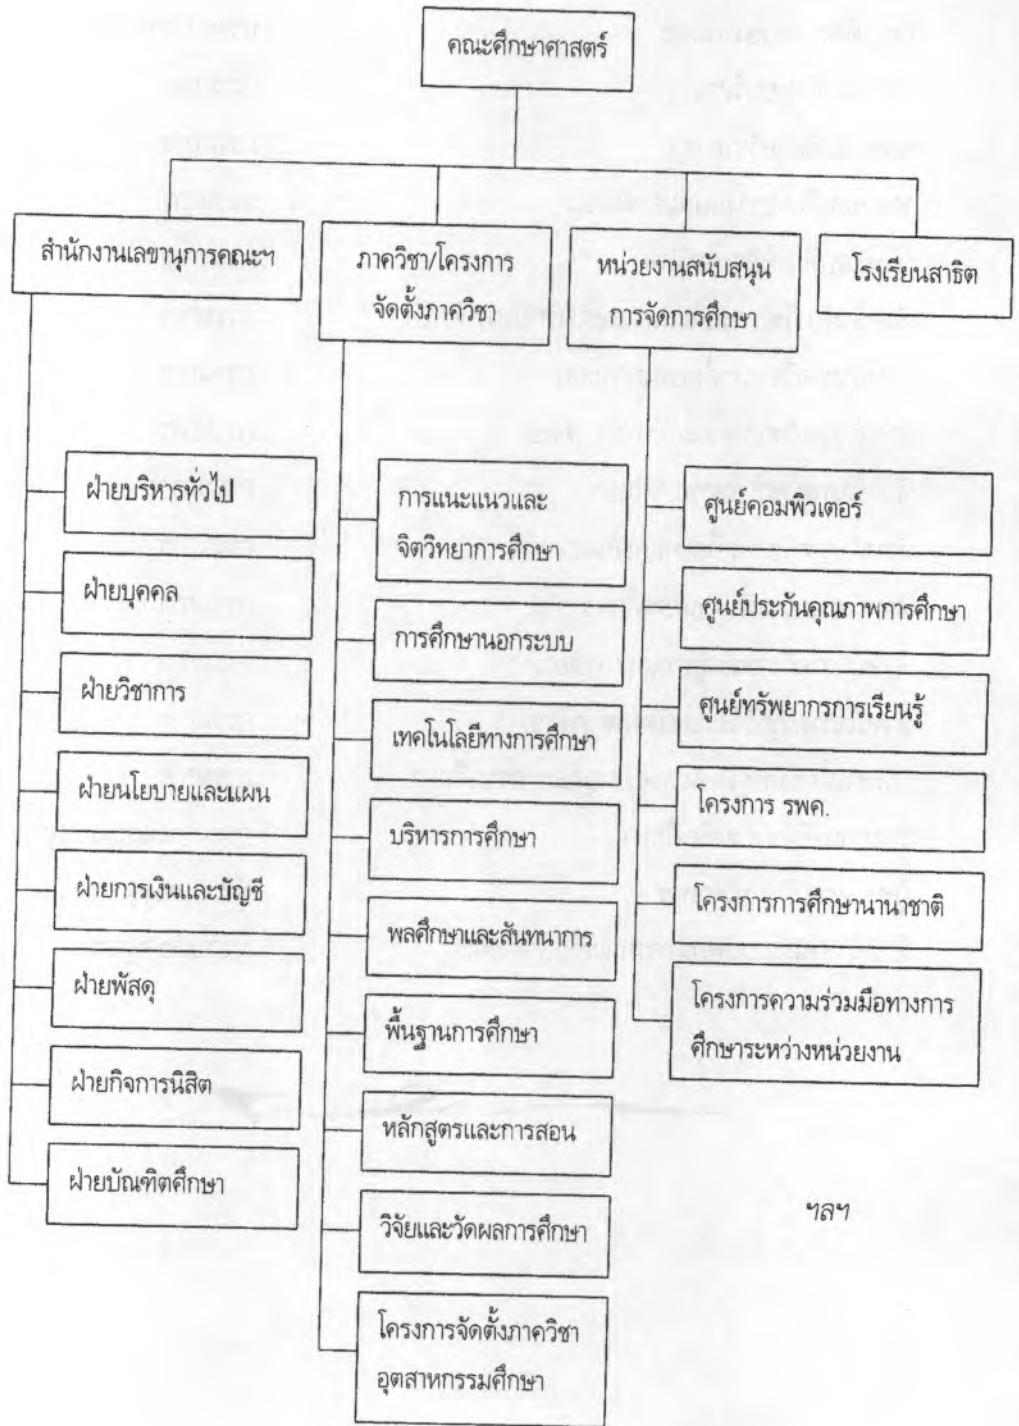 คณะศึกษาศาสตร์
สำนักงานเลขานุการคณะฯ
ภาควิชา/โครงการ
จัดตั้งภาควิชา
หน่วยงานสนับสนุน
การจัดการศึกษา
โรงเรียนสาธิต
ฝ่ายบริหารทั่วไป
ฝ่ายบุคคล
ฝ่ายวิชาการ
ฝ่ายนโยบายและแผน
ฝ่ายการเงินและบัญชี
ฝ่ายพัสดุ
ฝ่ายกิจการนิสิต
ฝ่ายบัณฑิตศึกษา
การแนะแนวและ
จิตวิทยาการศึกษา
การศึกษานอกระบบ
เทคโนโลยีทางการศึกษา
บริหารการศึกษา
พลศึกษาและสันทนาการ
พื้นฐานการศึกษา
หลักสูตรและการสอน
วิจัยและวัดผลการศึกษา
โครงการจัดตั้งภาควิชา
อุตสาหกรรมศึกษา
ศูนย์คอมพิวเตอร์
ศูนย์ประกันคุณภาพการศึกษา
ศูนย์ทรัพยากรการเรียนรู้
โครงการ รพค.
โครงการการศึกษานานาชาติ
โครงการความร่วมมือทางการ
ศึกษาระหว่างหน่วยงาน
ฯลฯ